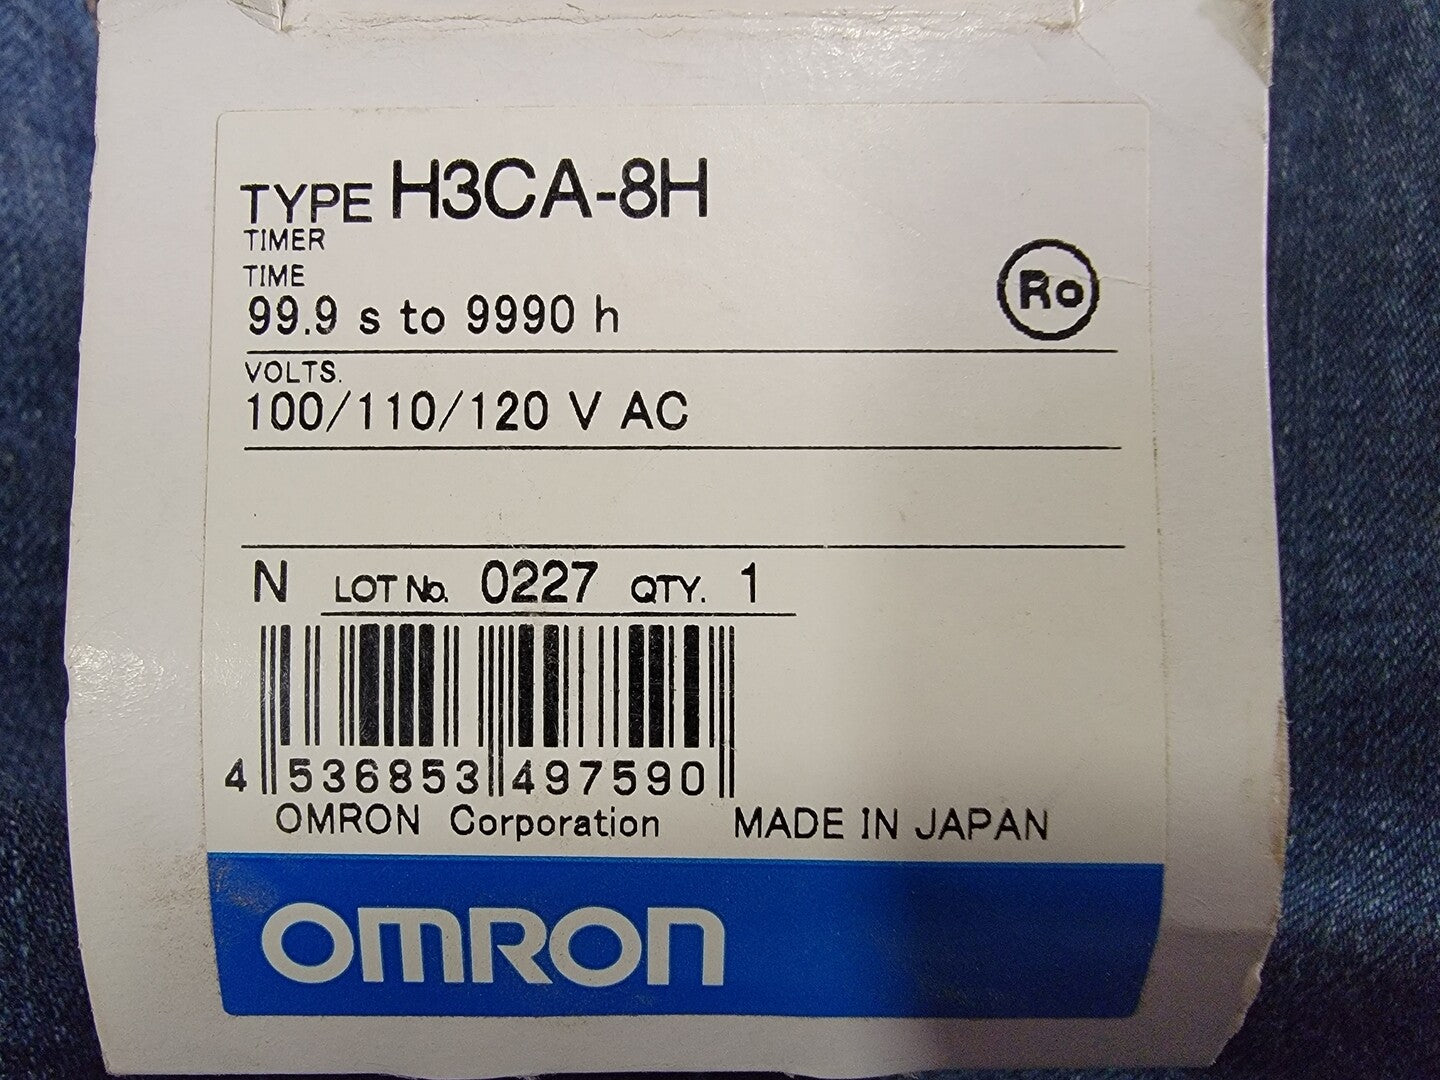 TYPE H3CA-8H
TIMER
TIME
99.9 s to 9990 h
Ro
VOLTS.
100/110/120 V AC
N LOT No. 0227 QTY. 1
4 536853 497590
OMRON Corporation MADE IN JAPAN
OMRON